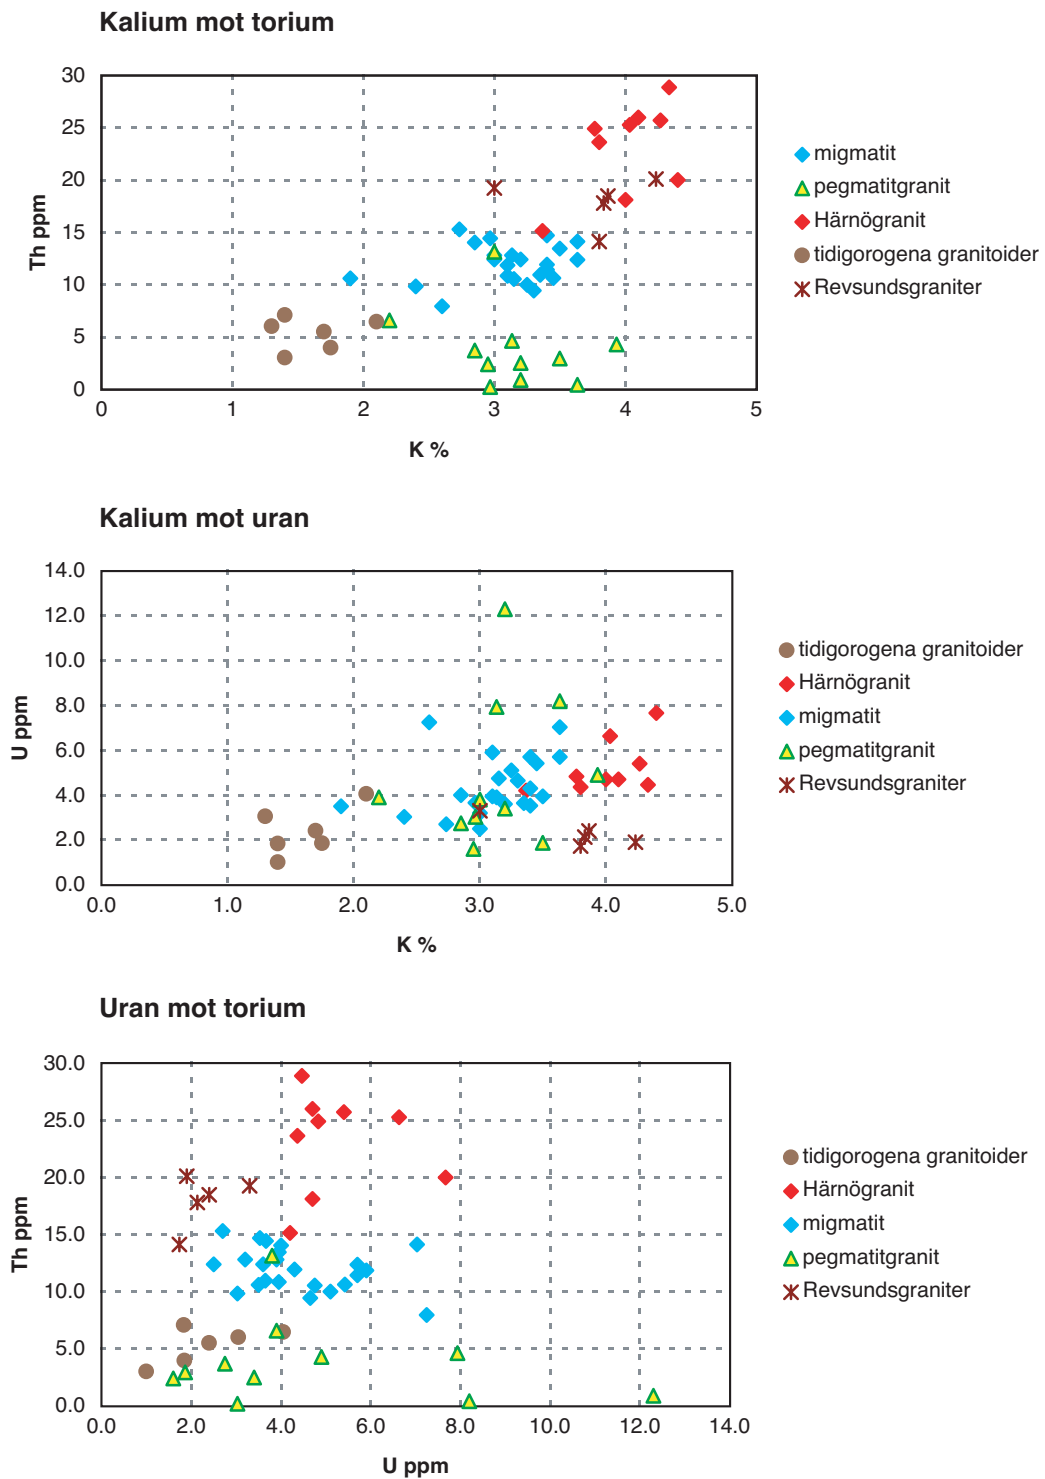 Kalium mot torium
30
25
20
15
10
5
0
Th ppm
0 1 2 3 4 5
K %
migmatit
pegmatitgranit
Härnögranit
tidigorogena granitoider
Revsundsgraniter
Kalium mot uran
14.0
12.0
10.0
8.0
6.0
4.0
2.0
0.0
U ppm
0.0 1.0 2.0 3.0 4.0 5.0
K %
tidigorogena granitoider
Härnögranit
migmatit
pegmatitgranit
Revsundsgraniter
Uran mot torium
30.0
25.0
20.0
15.0
10.0
5.0
0.0
Th ppm
0.0 2.0 4.0 6.0 8.0 10.0 12.0 14.0
U ppm
tidigorogena granitoider
Härnögranit
migmatit
pegmatitgranit
Revsundsgraniter